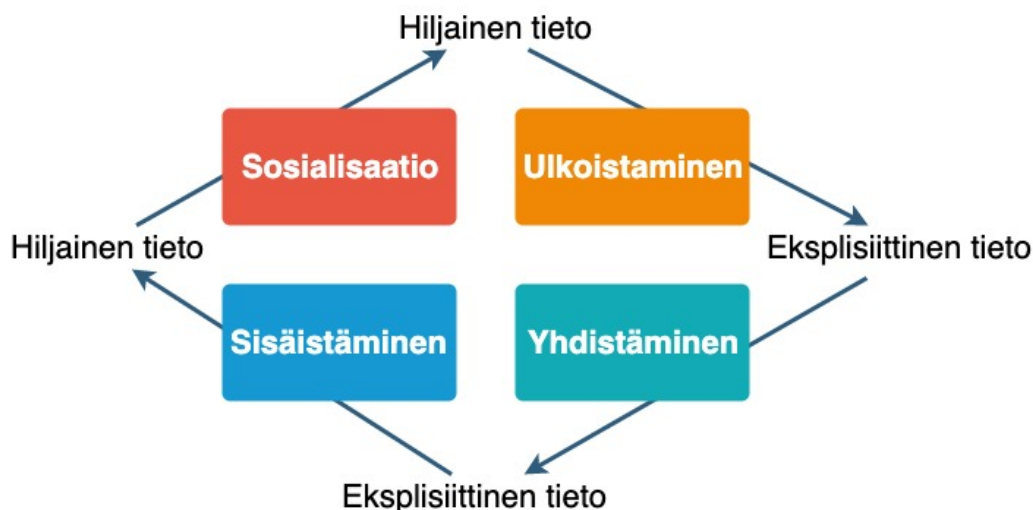 Hiljainen tieto
Sosialisaatio
Ulkoistaminen
Hiljainen tieto
Eksplisiittinen tieto
Sisäistäminen
Yhdistäminen
Eksplisiittinen tieto